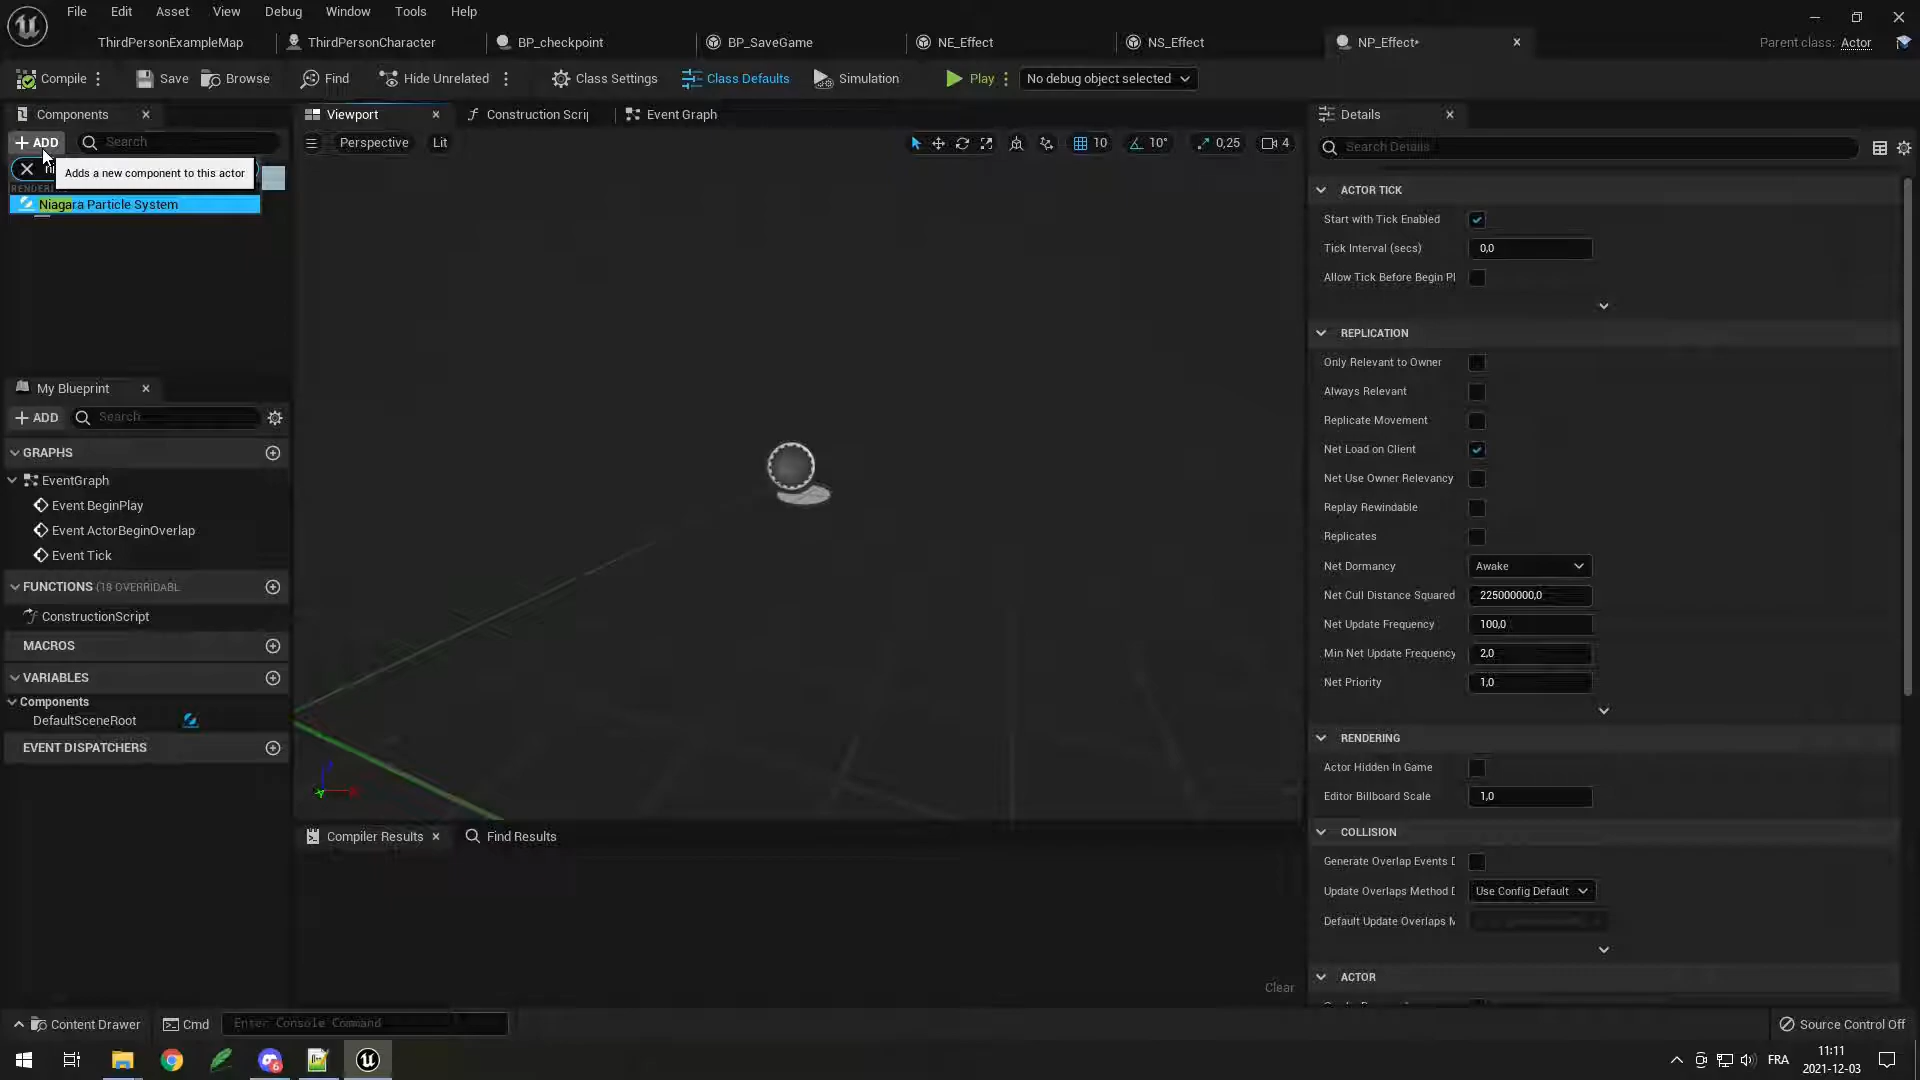 File Edit Asset View Debug Window Tools Help
ThirdPersonExampleMap ThirdPersonCharacter BP_checkpoint BP_SaveGame NE_Effect NS_Effect NP_Effect* Parent class: Actor
Compile Save Browse Find Hide Unrelated Class Settings Class Defaults Simulation Play No debug object selected
Components Viewport Construction Scrip Event Graph Details
+ ADD Search Perspective Lit 10 10° 0,25 4 Search Details
Adds a new component to this actor
Niagara Particle System
ACTOR TICK
Start with Tick Enabled
Tick Interval (secs) 0,0
Allow Tick Before Begin Pl
REPLICATION
Only Relevant to Owner
Always Relevant
Replicate Movement
Net Load on Client
Net Use Owner Relevancy
Replay Rewindable
Replicates
Net Dormancy Awake
Net Cull Distance Squared 225000000,0
Net Update Frequency 100,0
Min Net Update Frequency 2,0
Net Priority 1,0
RENDERING
Actor Hidden In Game
Editor Billboard Scale 1,0
COLLISION
Generate Overlap Events D
Update Overlaps Method D Use Config Default
Default Update Overlaps M
ACTOR
My Blueprint
+ ADD Search
GRAPHS
EventGraph
Event BeginPlay
Event ActorBeginOverlap
Event Tick
FUNCTIONS (18 OVERRIDABL
ConstructionScript
MACROS
VARIABLES
Components
DefaultSceneRoot
EVENT DISPATCHERS
Compiler Results Find Results
Clear
Content Drawer Cmd Enter Console Command Source Control Off
FRA 11:11
2021-12-03